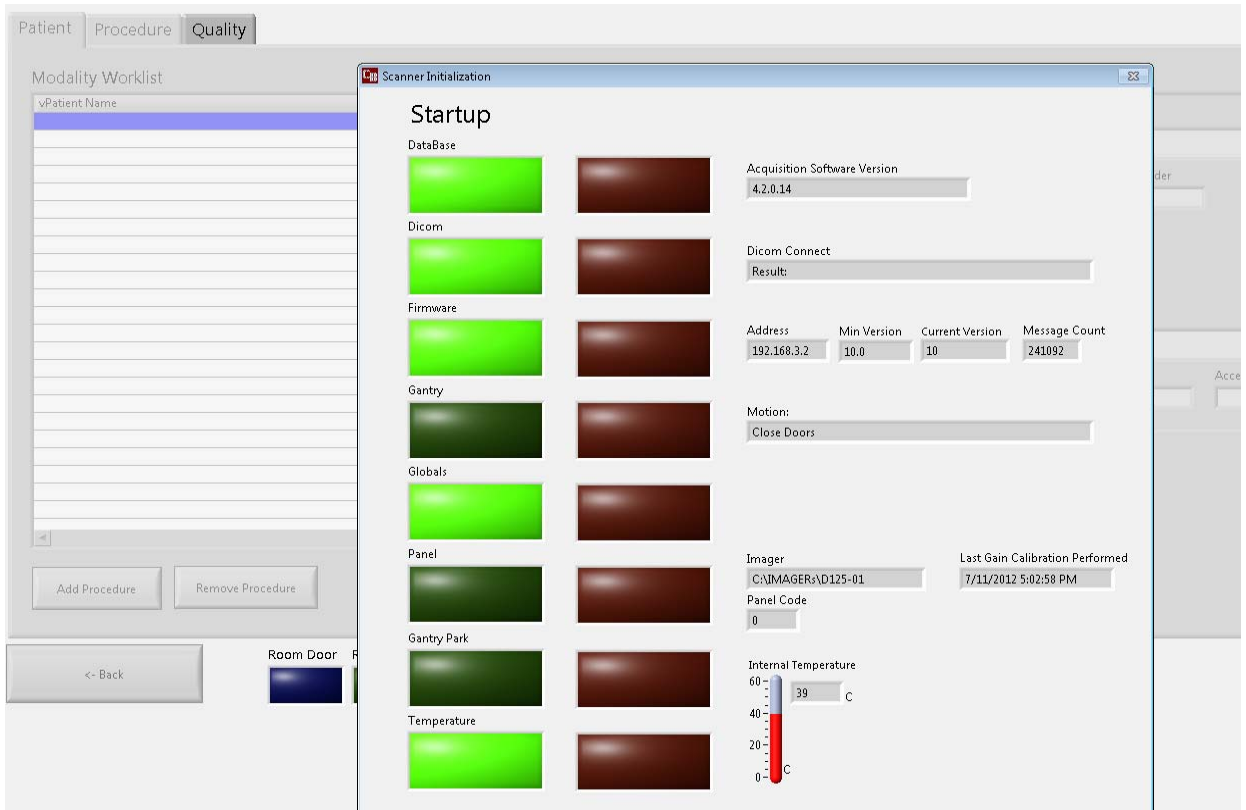 Patient
Procedure
Quality
Modality Worklist
vPatient Name
Add Procedure
Remove Procedure
<- Back
Room Door
Scanner Initialization
Startup
DataBase
Acquisition Software Version
4.2.0.14
Dicom
Dicom Connect
Result:
Firmware
Address Min Version Current Version Message Count
192.168.3.2 10.0 10 241092
Gantry
Motion:
Close Doors
Globals
Panel
Imager Last Gain Calibration Performed
C:\IMAGERs\D125-01 7/11/2012 5:02:58 PM
Panel Code
0
Gantry Park
Internal Temperature
60
39 C
40
20
0
C
Temperature